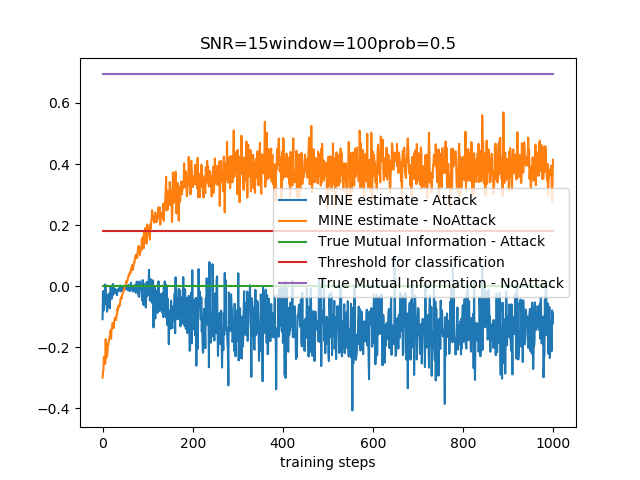 SNR=15window=100prob=0.5
0.6
0.4
0.2
0.0
−0.2
−0.4
MINE estimate - Attack
MINE estimate - NoAttack
True Mutual Information - Attack
Threshold for classification
True Mutual Information - NoAttack
0 200 400 600 800 1000
training steps